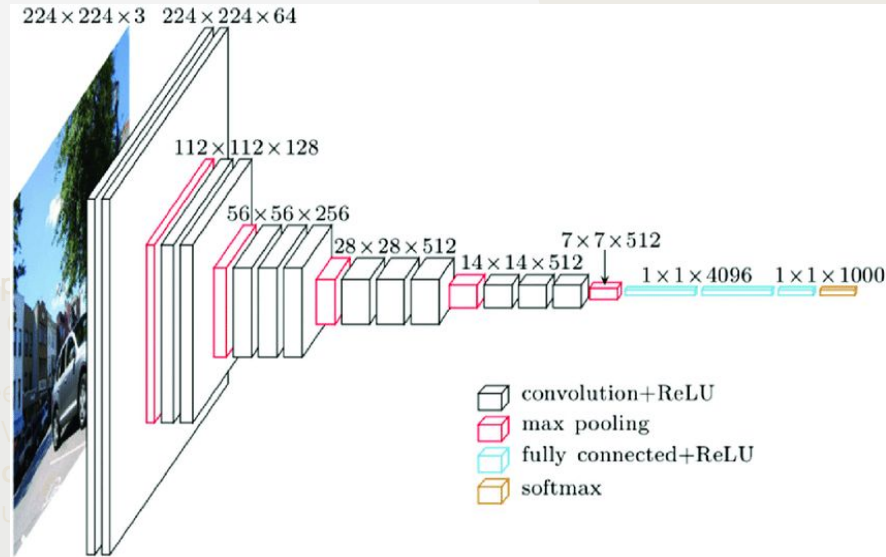 224 × 224 × 3
224 × 224 × 64
112 × 112 × 128
56 × 56 × 256
28 × 28 × 512
14 × 14 × 512
7 × 7 × 512
1 × 1 × 4096
1 × 1 × 1000
convolution+ReLU
max pooling
fully connected+ReLU
softmax